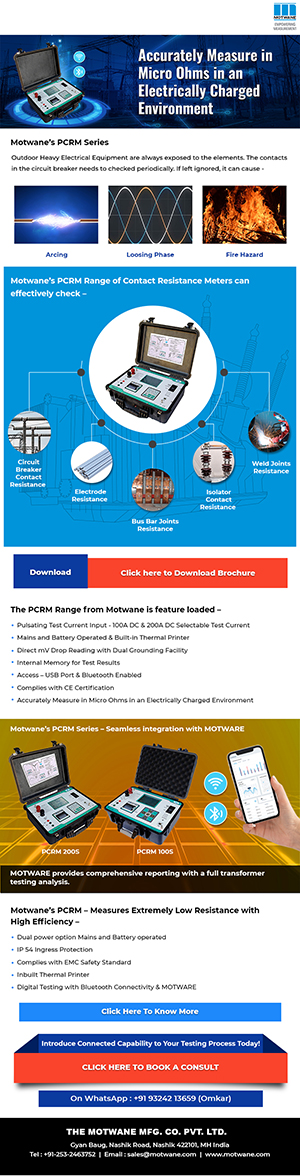 MOTWANE
EMPOWERING
MEASUREMENT
Accurately Measure in
Micro Ohms in an
Electrically Charged
Environment
Motwane's PCRM Series
Outdoor Heavy Electrical Equipment are always exposed to the elements. The contacts
in the circuit breaker needs to checked periodically. If left ignored, it can cause -
Arcing
Loosing Phase
Fire Hazard
Motwane's PCRM Range of Contact Resistance Meters can
effectively check –
Circuit
Breaker
Contact
Resistance
Electrode
Resistance
Bus Bar Joints
Resistance
Isolator
Contact
Resistance
Weld Joints
Resistance
Download
Click here to Download Brochure
The PCRM Range from Motwane is feature loaded –
• Pulsating Test Current Input - 100A DC & 200A DC Selectable Test Current
• Mains and Battery Operated & Built-in Thermal Printer
• Direct mV Drop Reading with Dual Grounding Facility
• Internal Memory for Test Results
• Access – USB Port & Bluetooth Enabled
• Complies with CE Certification
• Accurately Measure in Micro Ohms in an Electrically Charged Environment
Motwane's PCRM Series – Seamless integration with MOTWARE
PCRM 200S
PCRM 100S
MOTWARE provides comprehensive reporting with a full transformer
testing analysis.
Motwane's PCRM – Measures Extremely Low Resistance with
High Efficiency –
• Dual power option Mains and Battery operated
• IP 54 Ingress Protection
• Complies with EMC Safety Standard
• Inbuilt Thermal Printer
• Digital Testing with Bluetooth Connectivity & MOTWARE
Click Here To Know More
Introduce Connected Capability to Your Testing Process Today!
CLICK HERE TO BOOK A CONSULT
On WhatsApp : +91 93242 13659 (Omkar)
THE MOTWANE MFG. CO. PVT. LTD.
Gyan Baug, Nashik Road, Nashik 422101, MH India
Tel : +91-253-2463752 | Email : sales@motwane.com | www.motwane.com